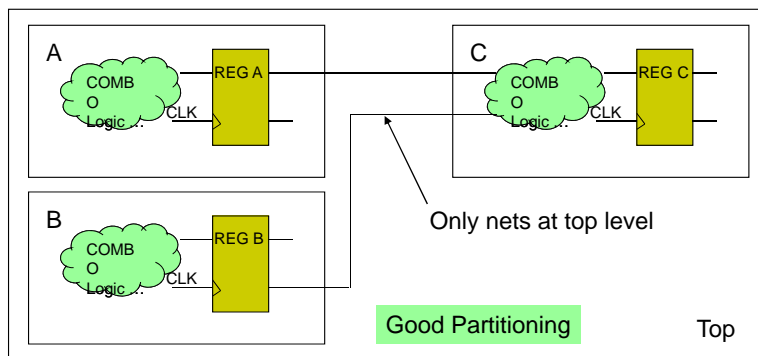 A
COMB
O
Logic ...
CLK
REG A
C
COMB
O
Logic ...
CLK
REG C
Only nets at top level
B
COMB
O
Logic ...
CLK
REG B
Good Partitioning
Top